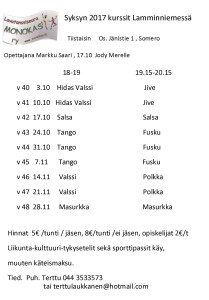 Lounaissomeron
MONOKLASI
ry
Syksyn 2017 kurssit Lamminniemessä
Tiistaisin Os. Jänistie 1 , Somero
Opettajana Markku Saari , 17.10 Jody Merelle
18-19 19.15-20.15
v 40 3.10 Hidas Valssi Jive
v 41 10.10 Hidas Valssi Jive
v 42 17.10 Salsa Salsa
v 43 24.10 Tango Fusku
v 44 31.10 Tango Fusku
v 45 7.11 Tango Fusku
v 46 14.11 Valssi Polkka
v 47 21.11 Valssi Polkka
v 48 28.11 Masurkka Masurkka
Hinnat 5€ /tunti / jäsen, 8€/tunti /ei jäsen, opiskelijat 2€/t
Liikunta-kulttuuri-tykysetelit sekä sporttipassit käy,
muuten käteismaksu.
Tied. Puh. Terttu 044 3533573
tai terttulaukkanen@hotmail.com